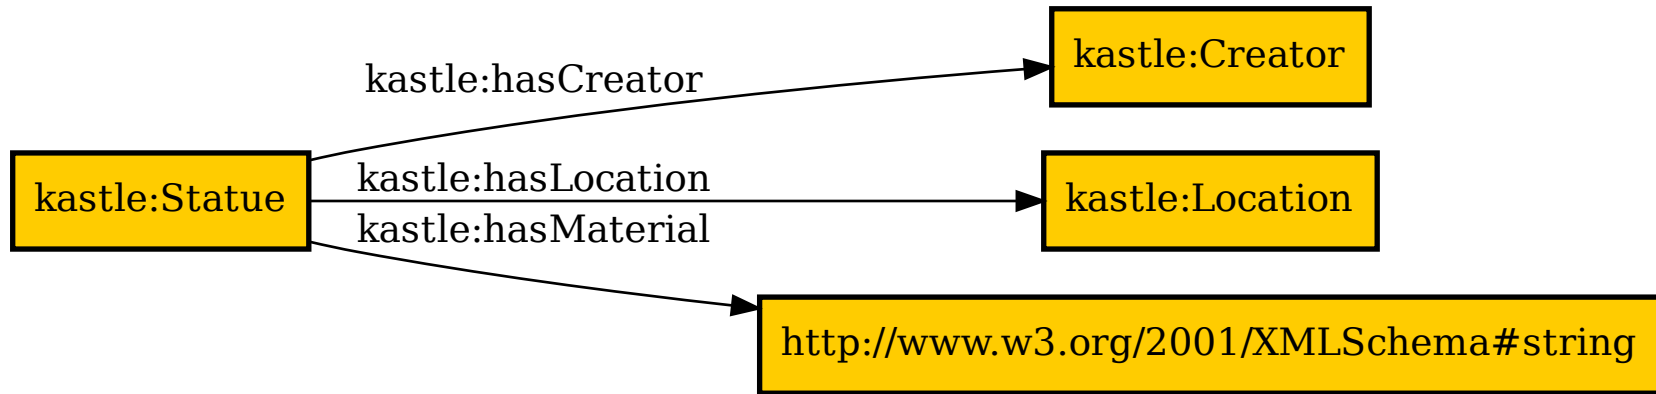 kastle:hasCreator
kastle:Creator
kastle:Statue
kastle:hasLocation
kastle:Location
kastle:hasMaterial
http://www.w3.org/2001/XMLSchema#string